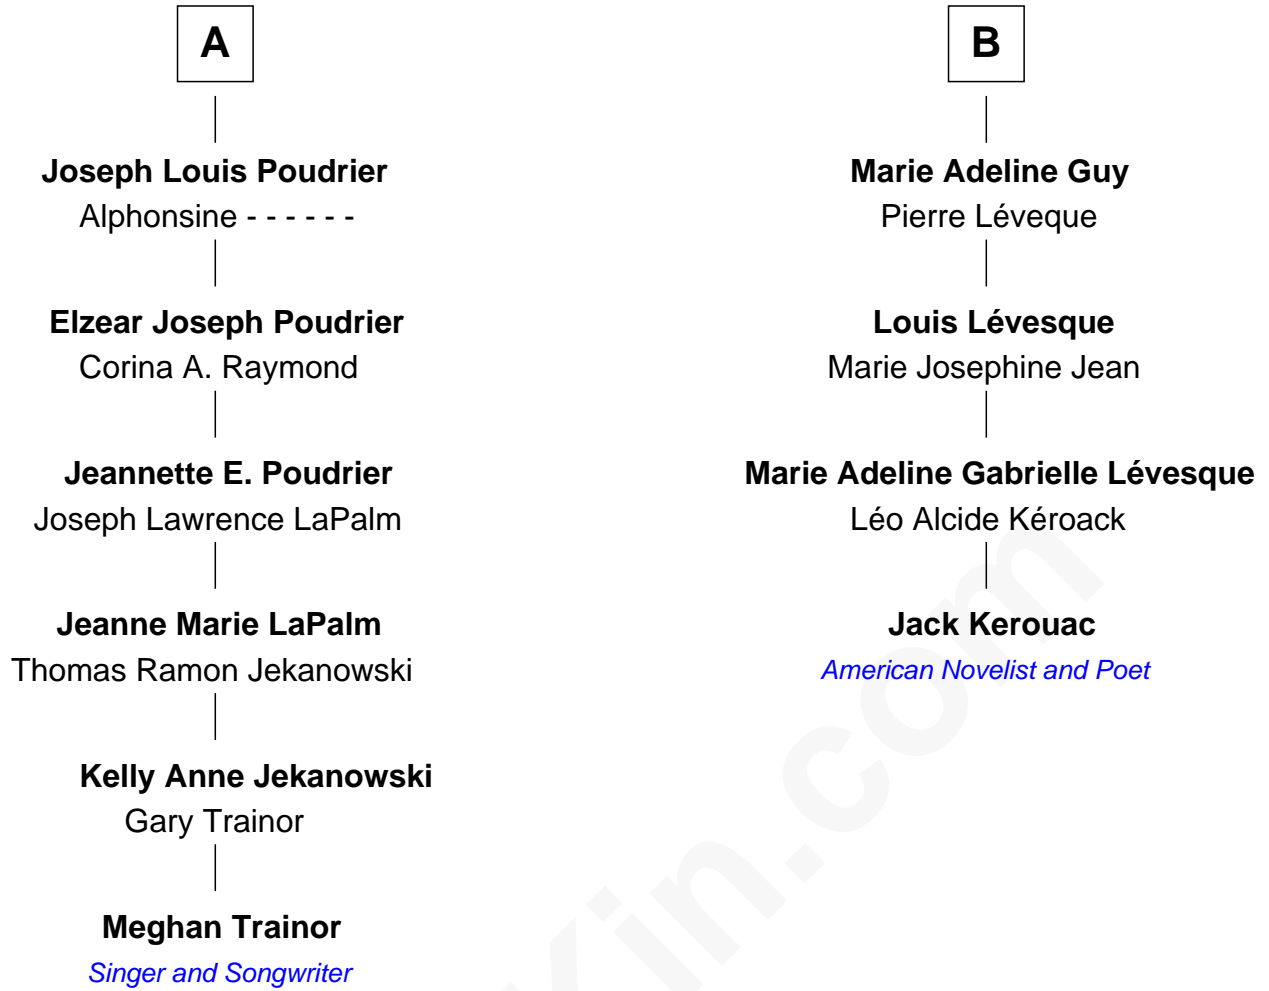 A
Joseph Louis Poudrier
Alphonsine - - - - - -
Elzear Joseph Poudrier
Corina A. Raymond
Jeannette E. Poudrier
Joseph Lawrence LaPalm
Jeanne Marie LaPalm
Thomas Ramon Jekanowski
Kelly Anne Jekanowski
Gary Trainor
Meghan Trainor
Singer and Songwriter
B
Marie Adeline Guy
Pierre Léveque
Louis Lévesque
Marie Josephine Jean
Marie Adeline Gabrielle Lévesque
Léo Alcide Kéroack
Jack Kerouac
American Novelist and Poet
Kin.com